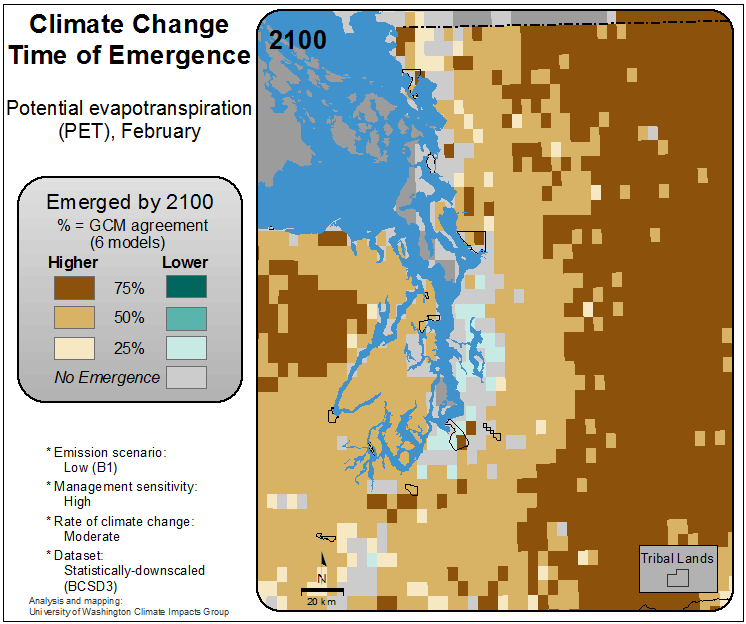 Climate Change
Time of Emergence
Potential evapotranspiration
(PET), February
Emerged by 2100
% = GCM agreement
(6 models)
Higher Lower
75%
50%
25%
No Emergence
* Emission scenario:
Low (B1)
* Management sensitivity:
High
* Rate of climate change:
Moderate
* Dataset:
Statistically-downscaled
(BCSD3)
Analysis and mapping:
University of Washington Climate Impacts Group
2100
N
20 km
Tribal Lands